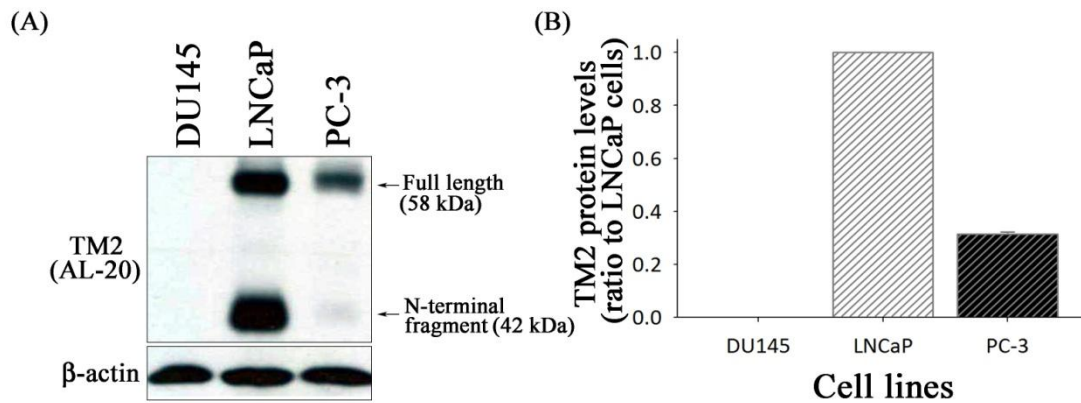 (A)
DU145
LNCaP
PC-3
TM2
(AL-20)
Full length
(58 kDa)
N-terminal
fragment (42 kDa)
β-actin
(B)
TM2 protein levels
(ratio to LNCaP cells)
1.0
0.8
0.6
0.4
0.2
0.0
DU145
LNCaP
PC-3
Cell lines